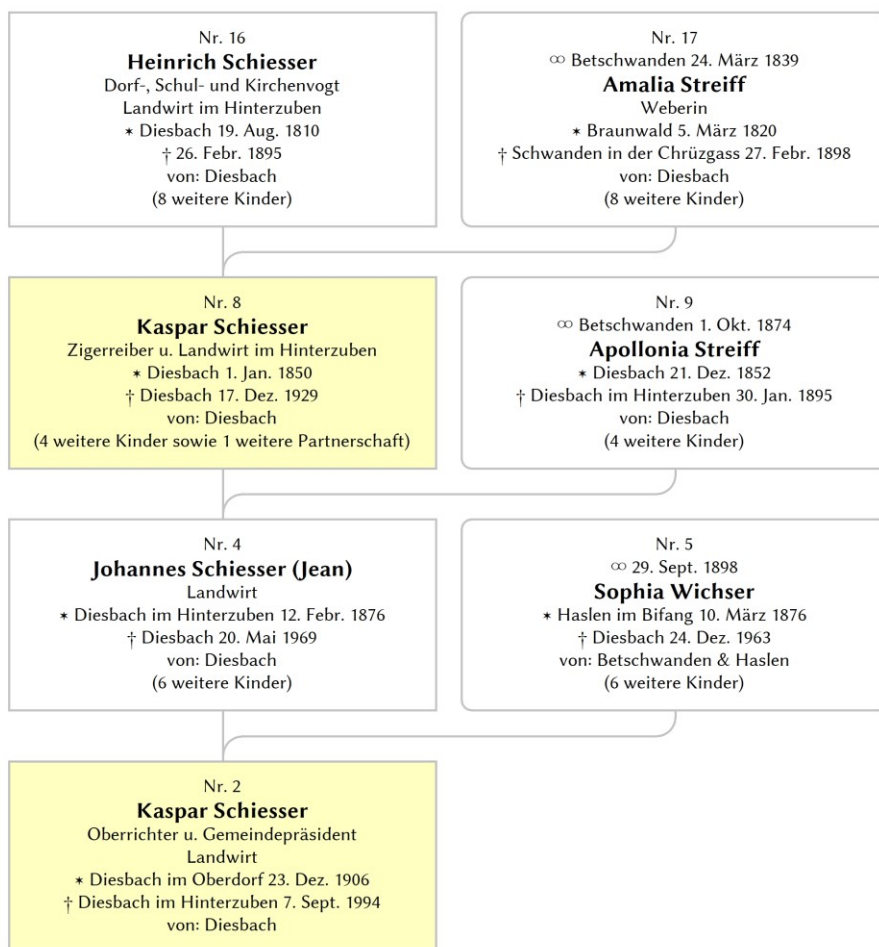 Nr. 16
Heinrich Schiesser
Dorf-, Schul- und Kirchenvogt
Landwirt im Hinterzuben
✶ Diesbach 19. Aug. 1810
† 26. Febr. 1895
von: Diesbach
(8 weitere Kinder)
Nr. 17
⚭ Betschwanden 24. März 1839
Amalia Streiff
Weberin
✶ Braunwald 5. März 1820
† Schwanden in der Chrüzgass 27. Febr. 1898
von: Diesbach
(8 weitere Kinder)
Nr. 8
Kaspar Schiesser
Zigerreiber u. Landwirt im Hinterzuben
✶ Diesbach 1. Jan. 1850
† Diesbach 17. Dez. 1929
von: Diesbach
(4 weitere Kinder sowie 1 weitere Partnerschaft)
Nr. 9
⚭ Betschwanden 1. Okt. 1874
Apollonia Streiff
✶ Diesbach 21. Dez. 1852
† Diesbach im Hinterzuben 30. Jan. 1895
von: Diesbach
(4 weitere Kinder)
Nr. 4
Johannes Schiesser (Jean)
Landwirt
✶ Diesbach im Hinterzuben 12. Febr. 1876
† Diesbach 20. Mai 1969
von: Diesbach
(6 weitere Kinder)
Nr. 5
⚭ 29. Sept. 1898
Sophia Wichser
✶ Haslen im Bifang 10. März 1876
† Diesbach 24. Dez. 1963
von: Betschwanden & Haslen
(6 weitere Kinder)
Nr. 2
Kaspar Schiesser
Oberrichter u. Gemeindepräsident
Landwirt
✶ Diesbach im Oberdorf 23. Dez. 1906
† Diesbach im Hinterzuben 7. Sept. 1994
von: Diesbach